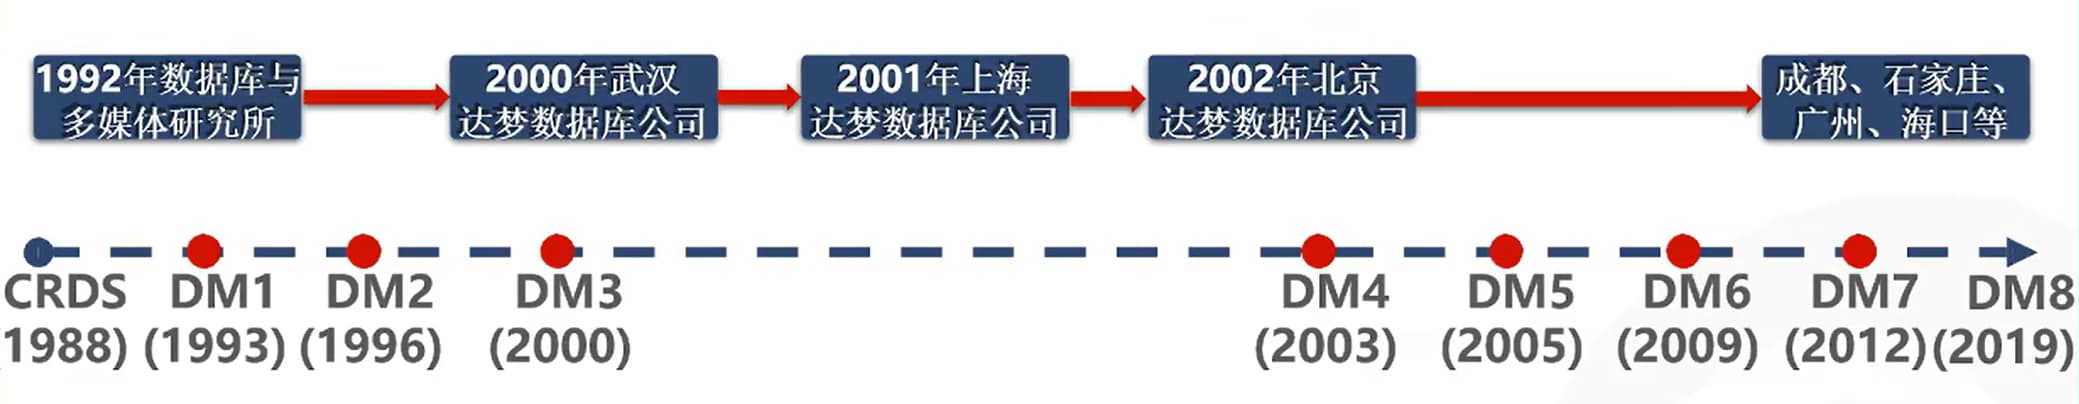 1992年数据库与
多媒体研究所
2000年武汉
达梦数据库公司
2001年上海
达梦数据库公司
2002年北京
达梦数据库公司
成都、石家庄、
广州、海口等
CRDS
1988)
DM1
(1993)
DM2
(1996)
DM3
(2000)
DM4
(2003)
DM5
(2005)
DM6
(2009)
DM7
(2012)
DM8
(2019)